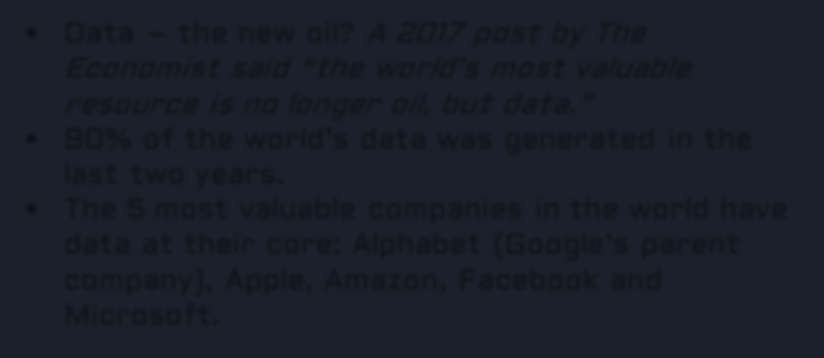 • Data – the new oil? A 2017 post by The
Economist said "the world's most valuable
resource is no longer oil, but data."
• 90% of the world's data was generated in the
last two years.
• The 5 most valuable companies in the world have
data at their core: Alphabet (Google's parent
company), Apple, Amazon, Facebook and
Microsoft.